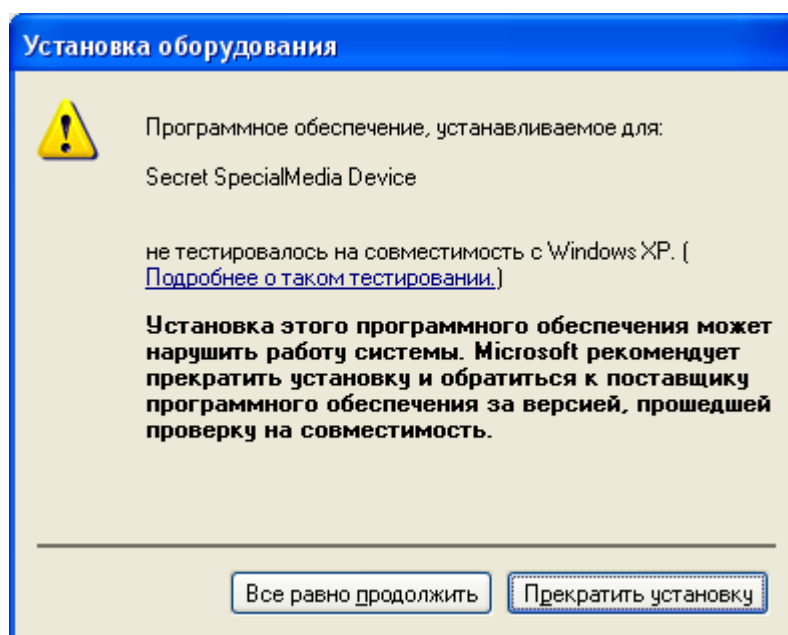 Установка оборудования
Программное обеспечение, устанавливаемое для:
Secret SpecialMedia Device
не тестировалось на совместимость с Windows XP. (
Подробнее о таком тестировании.)
Установка этого программного обеспечения может
нарушить работу системы. Microsoft рекомендует
прекратить установку и обратиться к поставщику
программного обеспечения за версией, прошедшей
проверку на совместимость.
Все равно продолжить
Прекратить установку